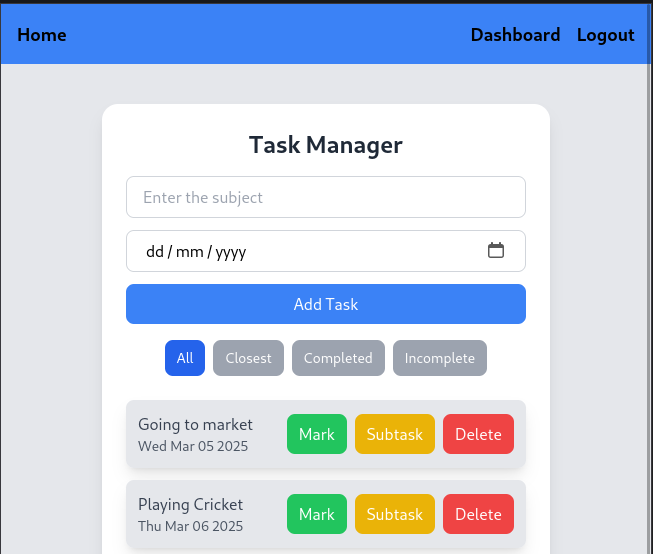 Home Dashboard Logout
Task Manager
Enter the subject
dd / mm / yyyy
Add Task
All Closest Completed Incomplete
Going to market
Wed Mar 05 2025
Mark Subtask Delete
Playing Cricket
Thu Mar 06 2025
Mark Subtask Delete